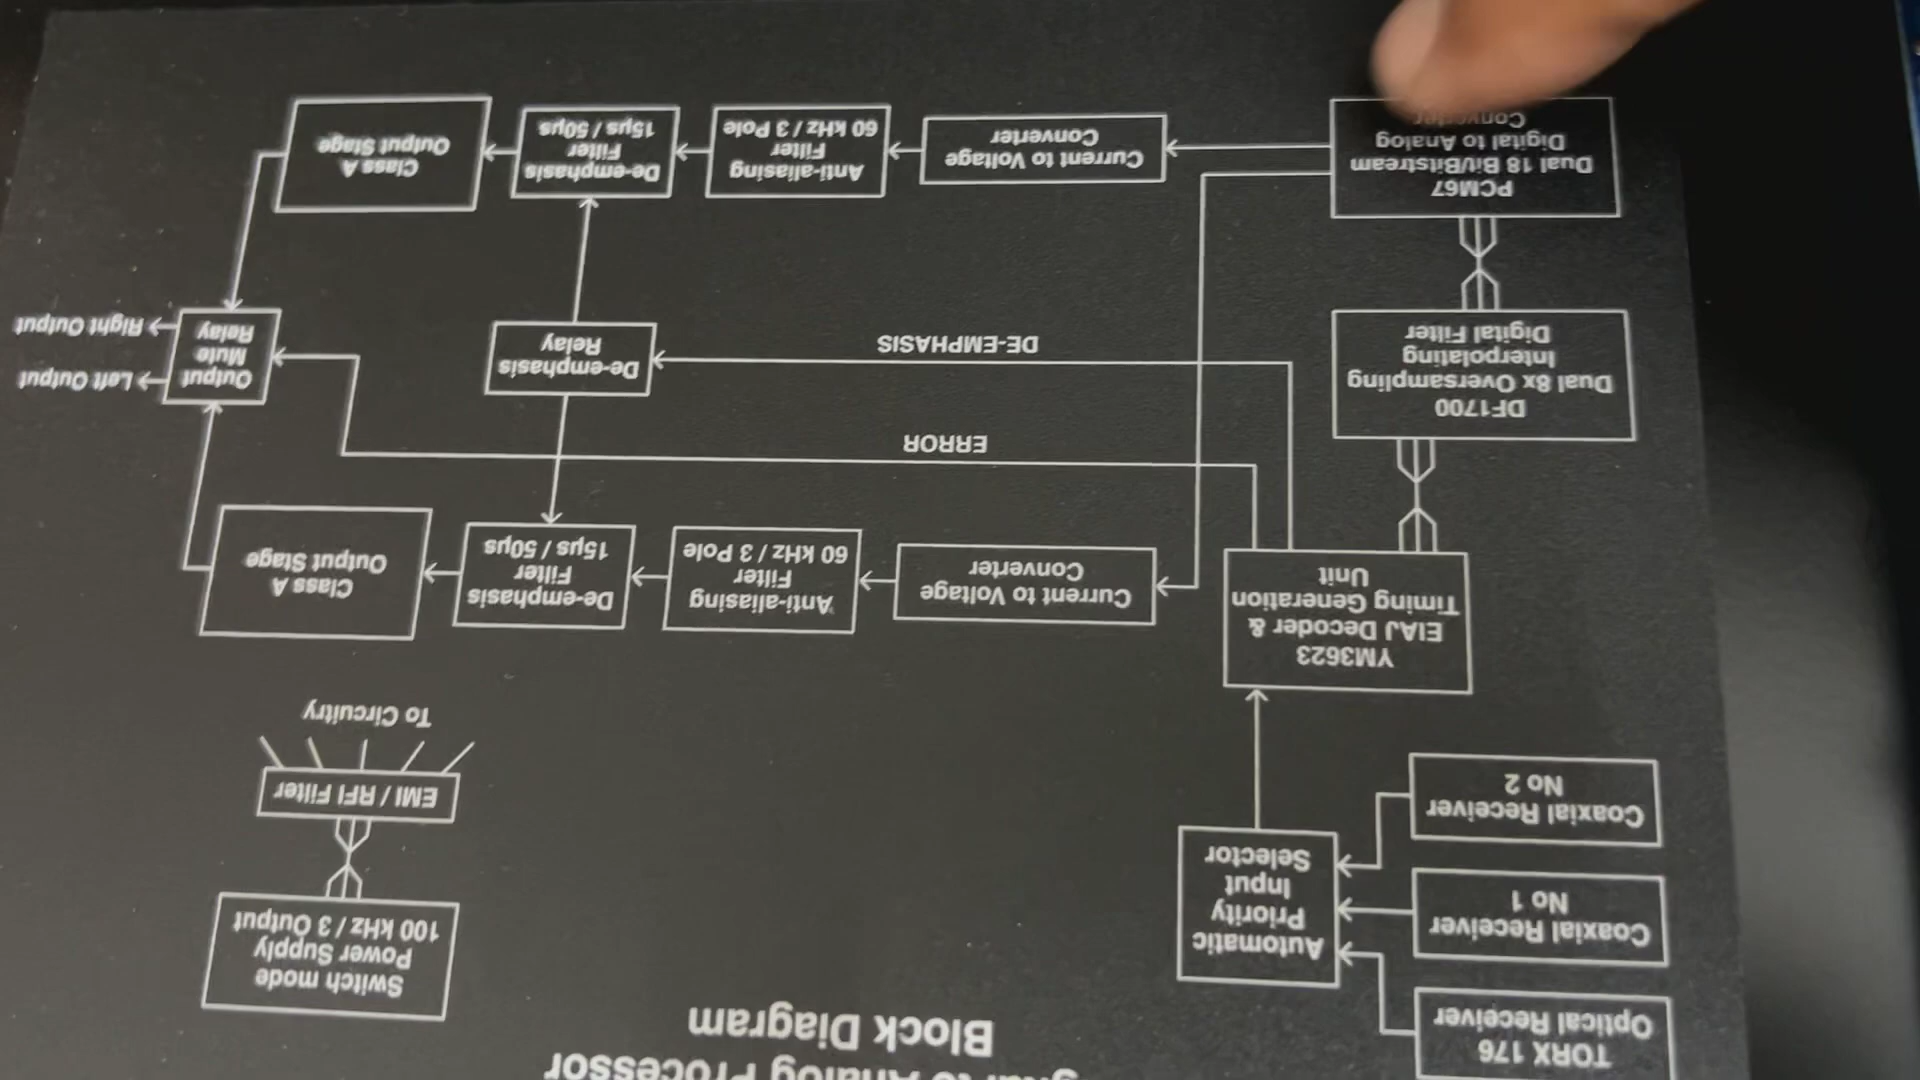 to Analog Processor
Block Diagram
TORX 176
Optical Receiver
Coaxial Receiver
No 1
Coaxial Receiver
No 2
Automatic
Priority
Input
Selector
Switch mode
Power Supply
100 kHz / 3 Output
EMI / RFI Filter
To Circuitry
YM3623
EIAJ Decoder &
Timing Generation
Unit
Current to Voltage
Converter
Anti-aliasing
Filter
60 kHz / 3 Pole
De-emphasis
Filter
15µs / 50µs
Class A
Output Stage
ERROR
DF1700
Dual 8x Oversampling
Interpolating
Digital Filter
DE-EMPHASIS
De-emphasis
Relay
Output
Mute
Relay
Left Output
Right Output
PCM67
Dual 18 Bit/Bitstream
Digital to Analog
Converter
Current to Voltage
Converter
Anti-aliasing
Filter
60 kHz / 3 Pole
De-emphasis
Filter
15µs / 50µs
Class A
Output Stage